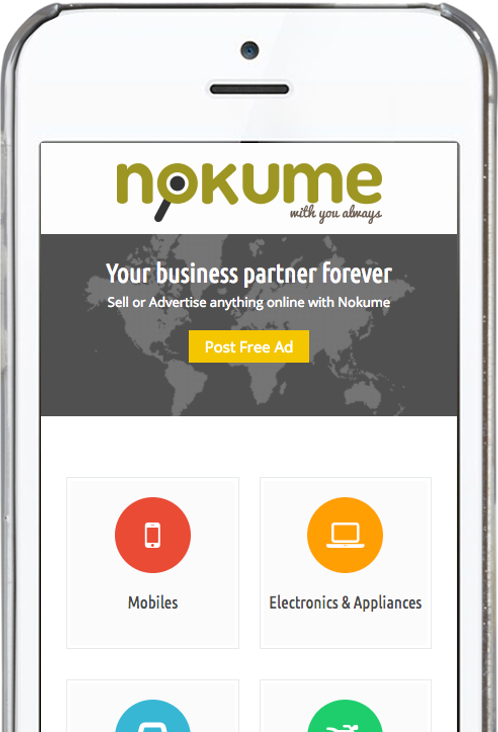 nokume
with you always
Your business partner forever
Sell or Advertise anything online with Nokume
Post Free Ad
Mobiles
Electronics & Appliances